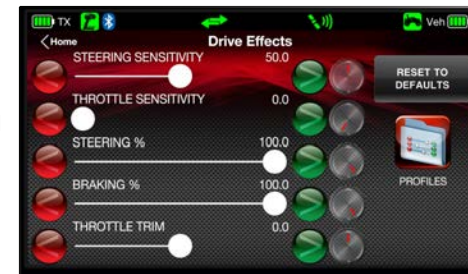 TX Veh
Home Drive Effects
STEERING SENSITIVITY 50.0
RESET TO
DEFAULTS
THROTTLE SENSITIVITY 0.0
STEERING % 100.0
PROFILES
BRAKING % 100.0
THROTTLE TRIM 0.0